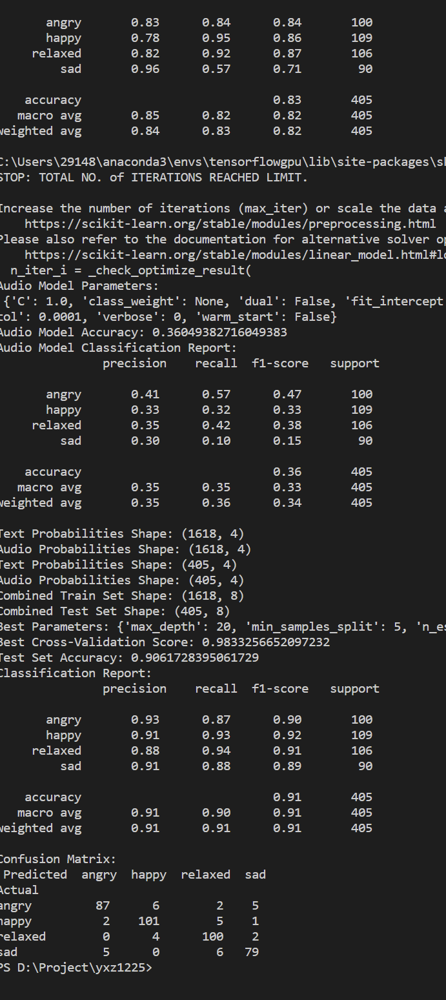 angry 0.83 0.84 0.84 100
happy 0.78 0.95 0.86 109
relaxed 0.82 0.92 0.87 106
sad 0.96 0.57 0.71 90
accuracy 0.83 405
macro avg 0.85 0.82 0.82 405
weighted avg 0.84 0.83 0.82 405
C:\Users\29148\anaconda3\envs\tensorflowgpu\lib\site-packages\sk
STOP: TOTAL NO. of ITERATIONS REACHED LIMIT.
Increase the number of iterations (max_iter) or scale the data a
https://scikit-learn.org/stable/modules/preprocessing.html
Please also refer to the documentation for alternative solver op
https://scikit-learn.org/stable/modules/linear_model.html#lo
n_iter_i = _check_optimize_result(
Audio Model Parameters:
{'C': 1.0, 'class_weight': None, 'dual': False, 'fit_intercept
tol': 0.0001, 'verbose': 0, 'warm_start': False}
Audio Model Accuracy: 0.36049382716049383
Audio Model Classification Report:
precision recall f1-score support
angry 0.41 0.57 0.47 100
happy 0.33 0.32 0.33 109
relaxed 0.35 0.42 0.38 106
sad 0.30 0.10 0.15 90
accuracy 0.36 405
macro avg 0.35 0.35 0.33 405
weighted avg 0.35 0.36 0.34 405
Text Probabilities Shape: (1618, 4)
Audio Probabilities Shape: (1618, 4)
Text Probabilities Shape: (405, 4)
Audio Probabilities Shape: (405, 4)
Combined Train Set Shape: (1618, 8)
Combined Test Set Shape: (405, 8)
Best Parameters: {'max_depth': 20, 'min_samples_split': 5, 'n_es
Best Cross-Validation Score: 0.9833256652097232
Test Set Accuracy: 0.9061728395061729
Classification Report:
precision recall f1-score support
angry 0.93 0.87 0.90 100
happy 0.91 0.93 0.92 109
relaxed 0.88 0.94 0.91 106
sad 0.91 0.88 0.89 90
accuracy 0.91 405
macro avg 0.91 0.90 0.91 405
weighted avg 0.91 0.91 0.91 405
Confusion Matrix:
Predicted angry happy relaxed sad
Actual
angry 87 6 2 5
happy 2 101 5 1
relaxed 0 4 100 2
sad 5 0 6 79
PS D:\Project\yxz1225>